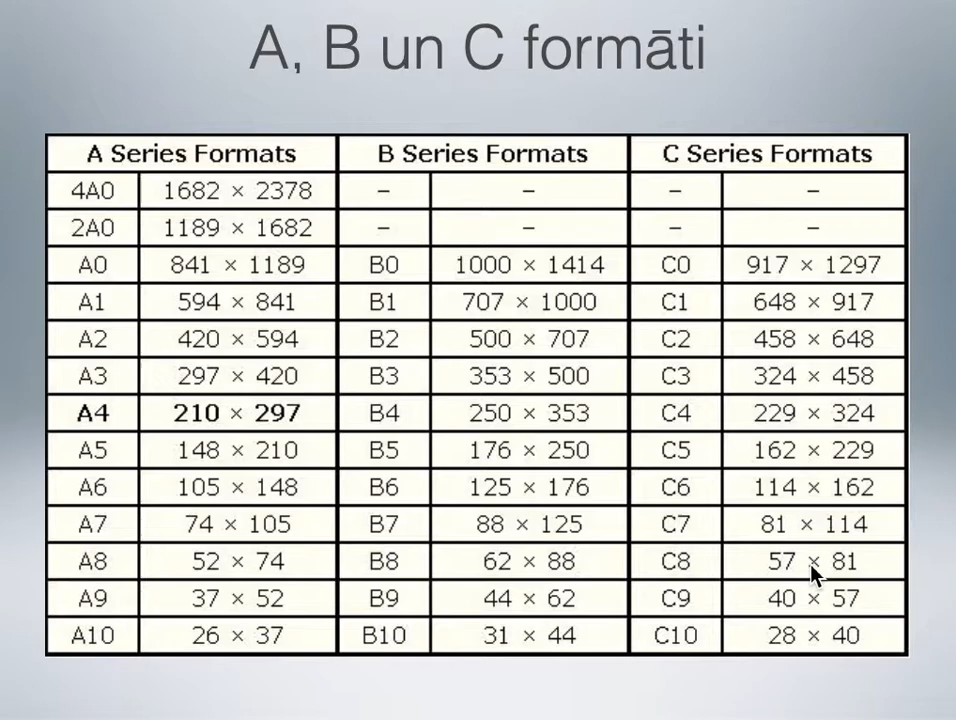 A, B un C formāti
A Series Formats B Series Formats C Series Formats
4A0 1682 × 2378 – – – –
2A0 1189 × 1682 – – – –
A0 841 × 1189 B0 1000 × 1414 C0 917 × 1297
A1 594 × 841 B1 707 × 1000 C1 648 × 917
A2 420 × 594 B2 500 × 707 C2 458 × 648
A3 297 × 420 B3 353 × 500 C3 324 × 458
A4 210 × 297 B4 250 × 353 C4 229 × 324
A5 148 × 210 B5 176 × 250 C5 162 × 229
A6 105 × 148 B6 125 × 176 C6 114 × 162
A7 74 × 105 B7 88 × 125 C7 81 × 114
A8 52 × 74 B8 62 × 88 C8 57 × 81
A9 37 × 52 B9 44 × 62 C9 40 × 57
A10 26 × 37 B10 31 × 44 C10 28 × 40